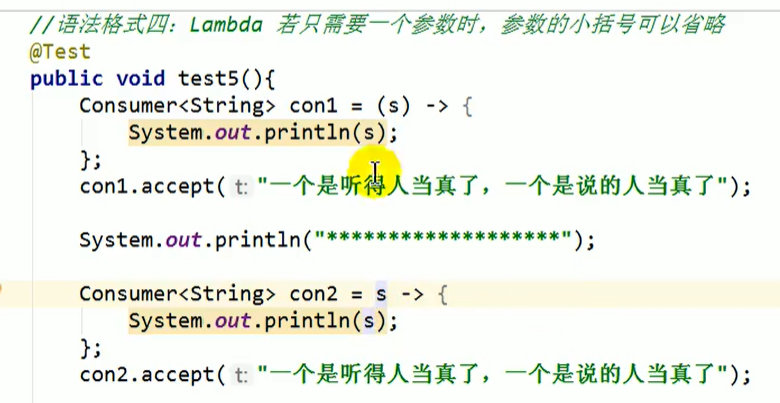 //语法格式四：Lambda 若只需要一个参数时，参数的小括号可以省略
@Test
public void test5(){
Consumer<String> con1 = (s) -> {
System.out.println(s);
};
con1.accept( t: "一个是听得人当真了，一个是说的人当真了");
System.out.println("*******************");
Consumer<String> con2 = s -> {
System.out.println(s);
};
con2.accept( t: "一个是听得人当真了，一个是说的人当真了");